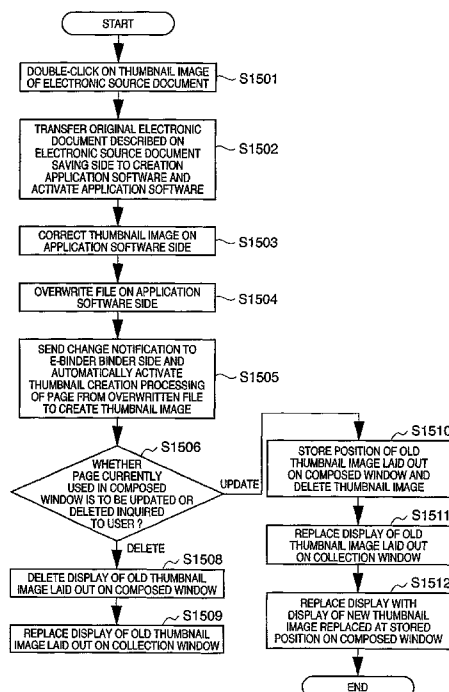 START
DOUBLE-CLICK ON THUMBNAIL IMAGE
OF ELECTRONIC SOURCE DOCUMENT
S1501
TRANSFER ORIGINAL ELECTRONIC
DOCUMENT DESCRIBED ON
ELECTRONIC SOURCE DOCUMENT
SAVING SIDE TO CREATION
APPLICATION SOFTWARE AND
ACTIVATE APPLICATION SOFTWARE
S1502
CORRECT THUMBNAIL IMAGE ON
APPLICATION SOFTWARE SIDE
S1503
OVERWRITE FILE ON APPLICATION
SOFTWARE SIDE
S1504
SEND CHANGE NOTIFICATION TO
E-BINDER BINDER SIDE AND
AUTOMATICALLY ACTIVATE
THUMBNAIL CREATION PROCESSING
OF PAGE FROM OVERWRITTEN FILE
TO CREATE THUMBNAIL IMAGE
S1505
S1506
WHETHER
PAGE CURRENTLY
USED IN COMPOSED
WINDOW IS TO BE UPDATED OR
DELETED INQUIRED
TO USER ?
UPDATE
DELETE
DELETE DISPLAY OF OLD THUMBNAIL
IMAGE LAID OUT ON COMPOSED WINDOW
S1508
REPLACE DISPLAY OF OLD THUMBNAIL
IMAGE LAID OUT ON COLLECTION WINDOW
S1509
S1510
STORE POSITION OF OLD
THUMBNAIL IMAGE LAID OUT
ON COMPOSED WINDOW AND
DELETE THUMBNAIL IMAGE
S1511
REPLACE DISPLAY OF OLD
THUMBNAIL IMAGE LAID OUT
ON COLLECTION WINDOW
S1512
REPLACE DISPLAY WITH
DISPLAY OF NEW THUMBNAIL
IMAGE REPLACED AT STORED
POSITION ON COMPOSED WINDOW
END